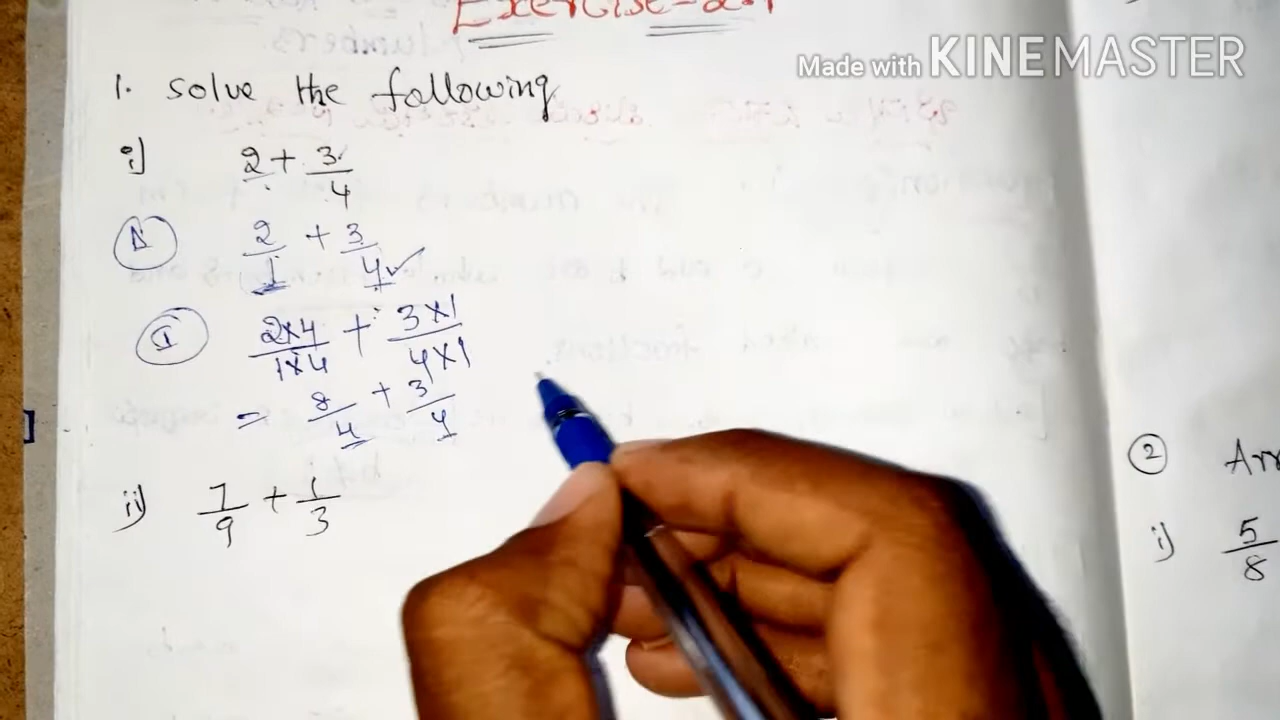 Made with KINEMASTER
1. Solve the following
i) 2 + 3/4
A 2/1 + 3/4 ✓
2×4/1×4 + 3×1/4×1
= 8/4 + 3/4
ii) 7/9 + 1/3
2
i) 5/8